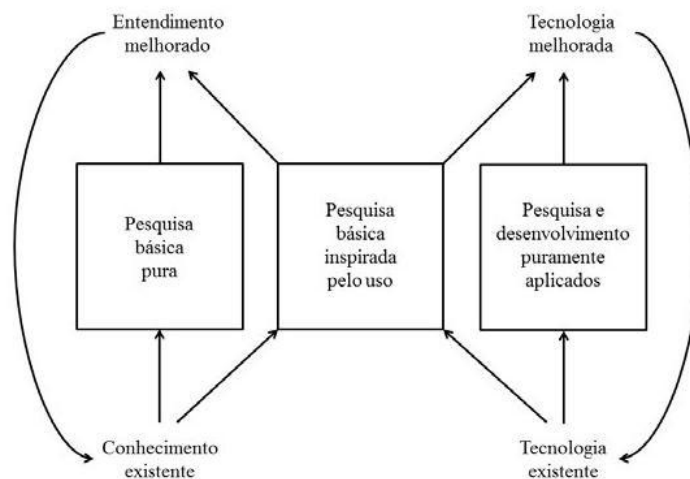 Entendimento
melhorado
Tecnologia
melhorada
Pesquisa
básica
pura
Pesquisa
básica
inspirada
pelo uso
Pesquisa e
desenvolvimento
puramente
aplicados
Conhecimento
existente
Tecnologia
existente